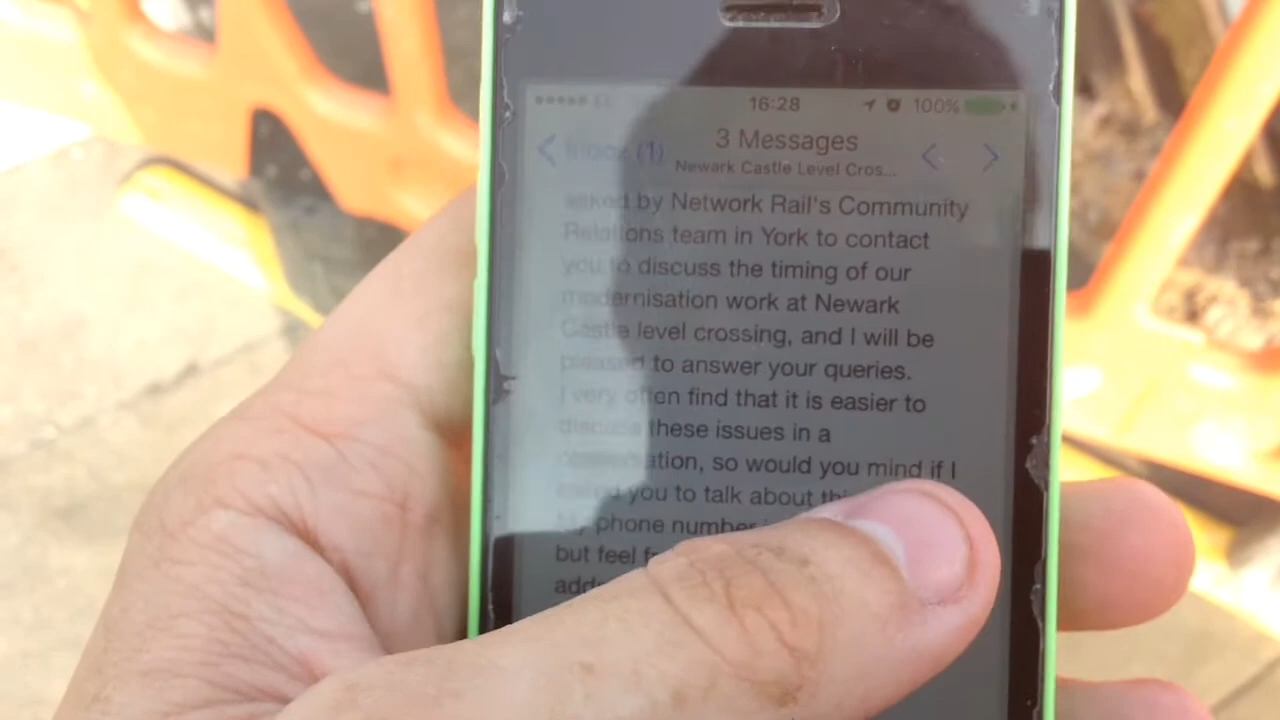 16:28 100%
Inbox (1) 3 Messages
Newark Castle Level Cros...
asked by Network Rail's Community
Relations team in York to contact
you to discuss the timing of our
modernisation work at Newark
Castle level crossing, and I will be
pleased to answer your queries.
I very often find that it is easier to
discuss these issues in a
conversation, so would you mind if I
called you to talk about
My phone number
but feel